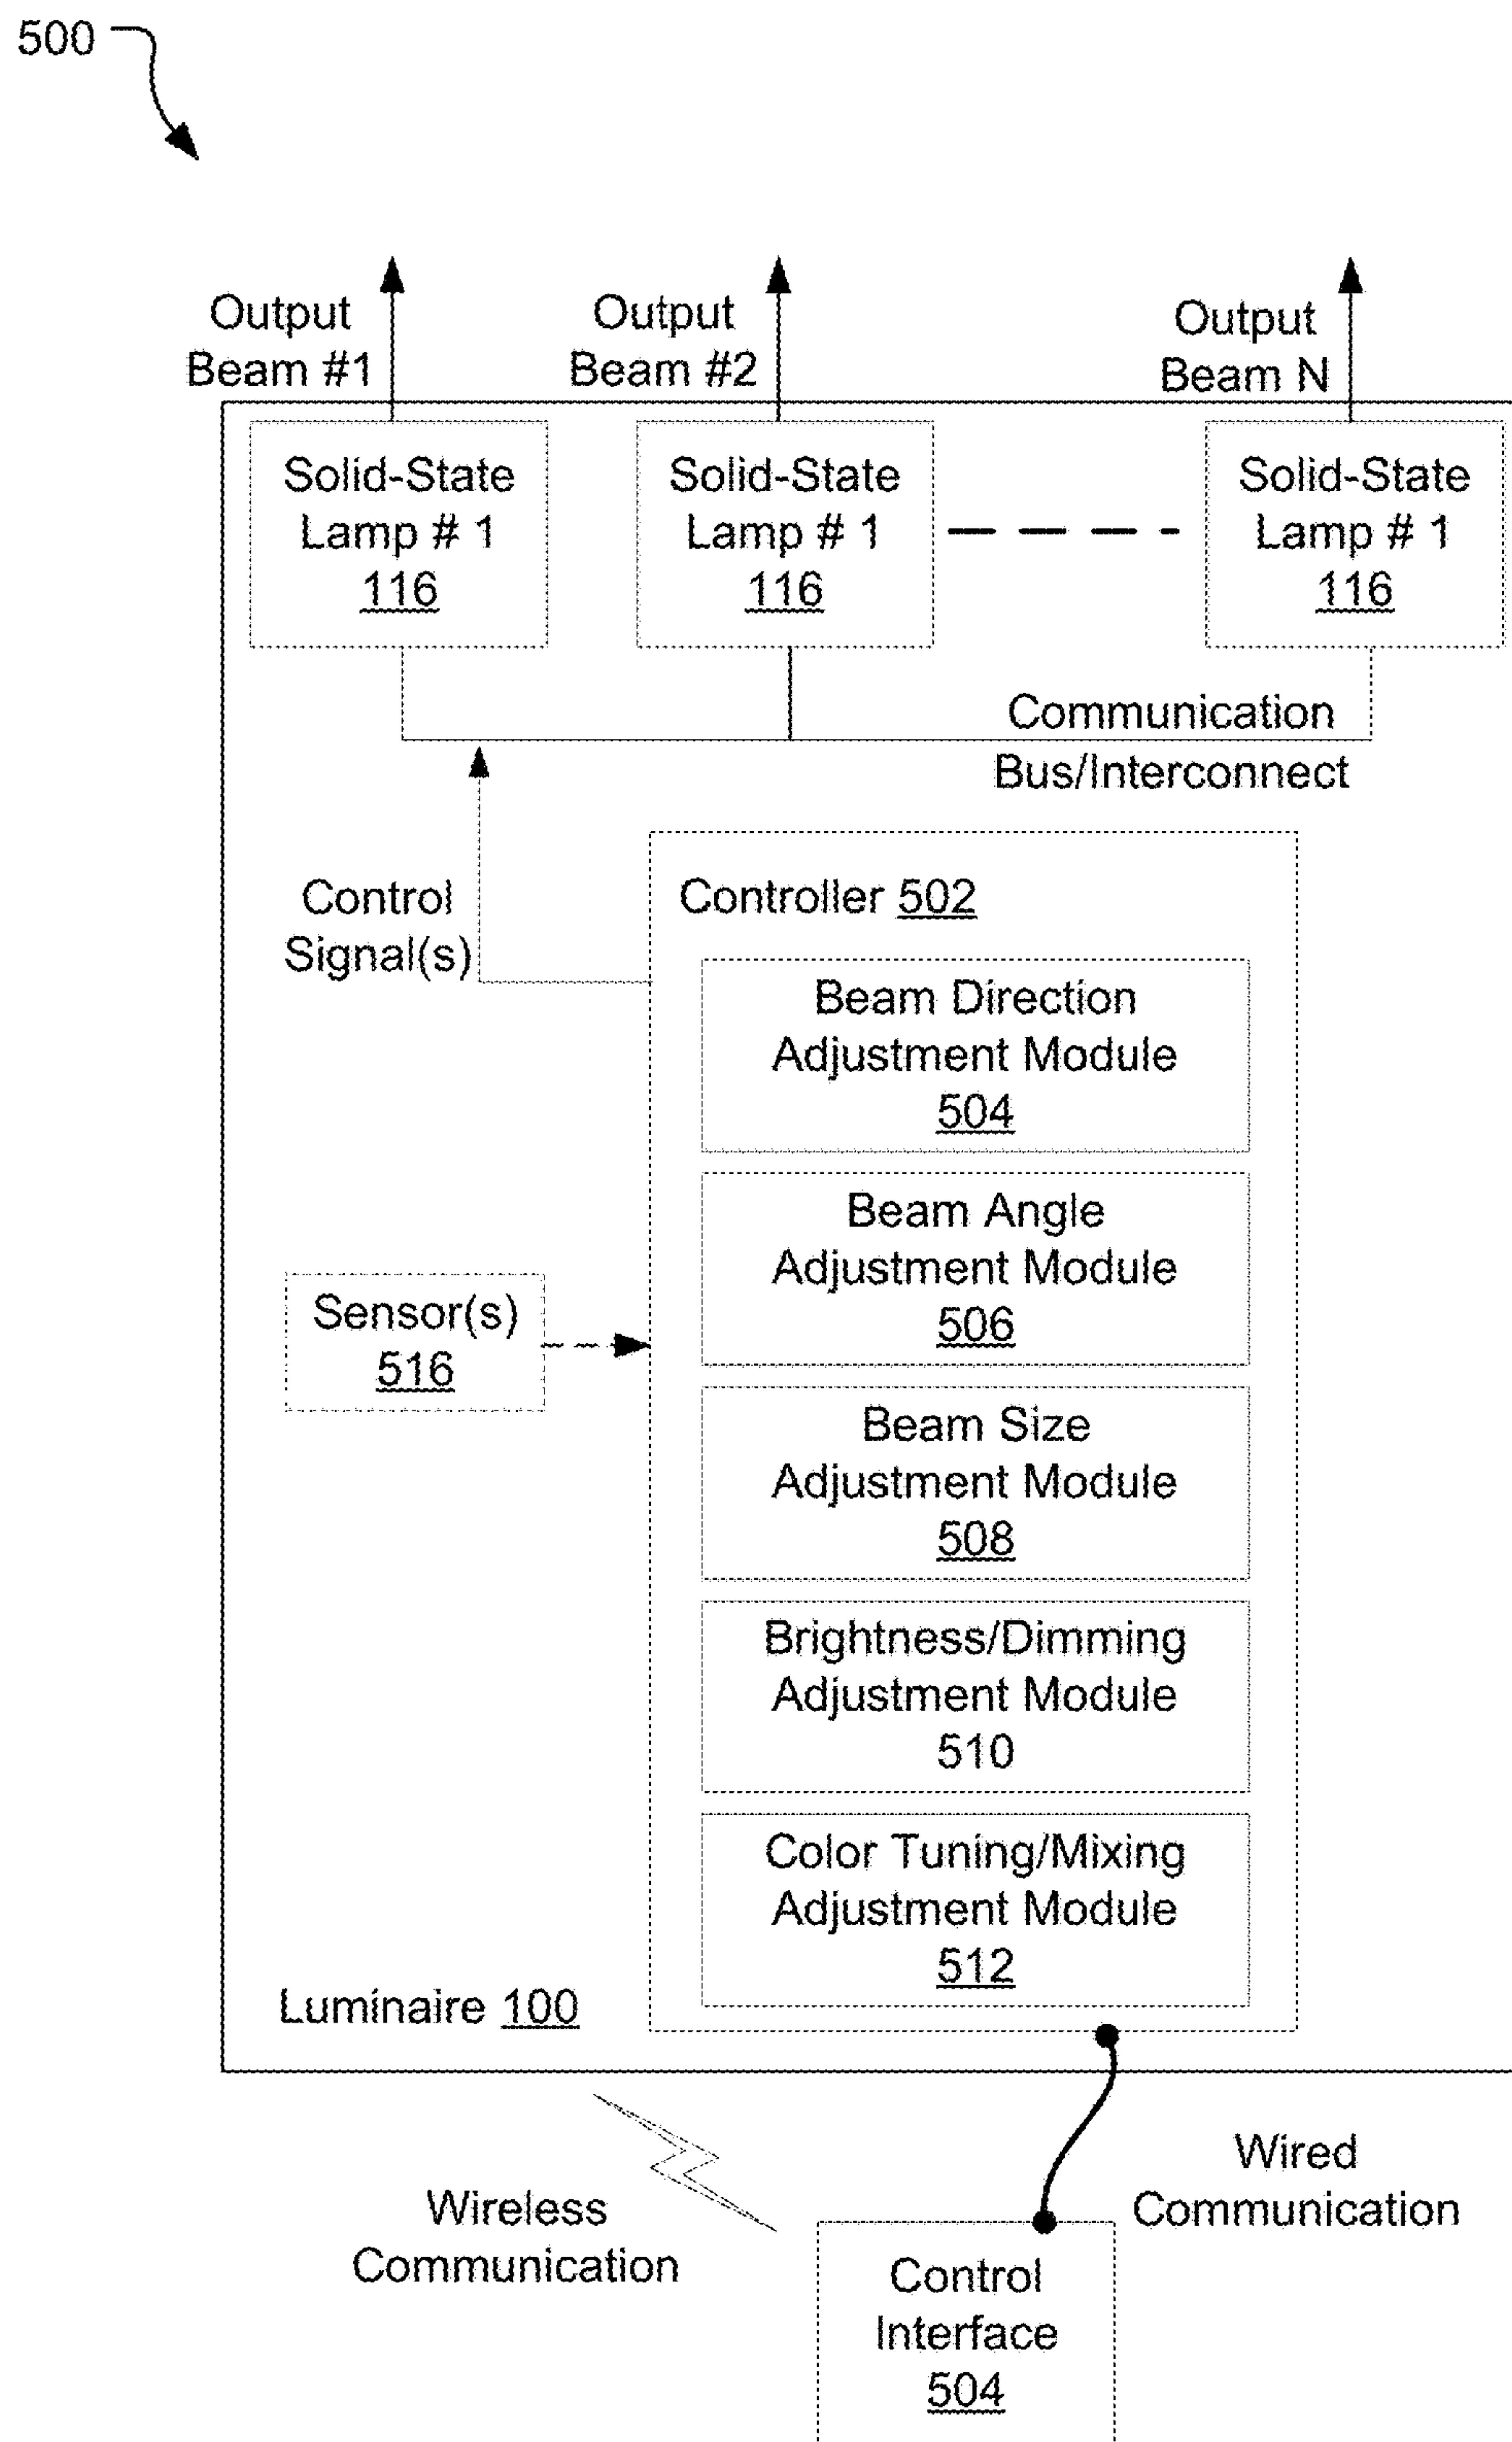 500
Output
Beam #1
Output
Beam #2
Output
Beam N
Solid-State
Lamp # 1
116
Solid-State
Lamp # 1
116
Solid-State
Lamp # 1
116
Communication
Bus/Interconnect
Control
Signal(s)
Controller 502
Beam Direction
Adjustment Module
504
Beam Angle
Adjustment Module
506
Sensor(s)
516
Beam Size
Adjustment Module
508
Brightness/Dimming
Adjustment Module
510
Color Tuning/Mixing
Adjustment Module
512
Luminaire 100
Wireless
Communication
Wired
Communication
Control
Interface
504